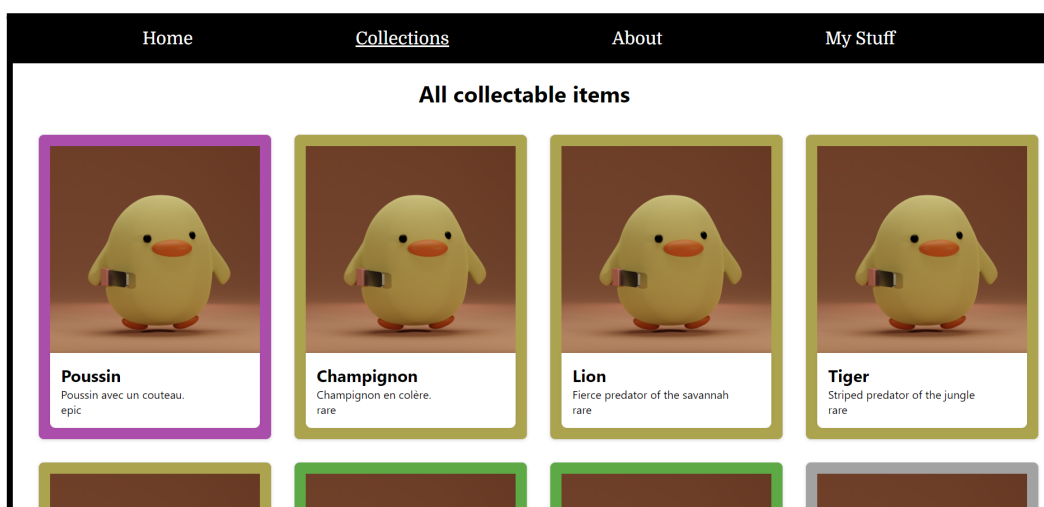 Home Collections About My Stuff
All collectable items
Poussin
Poussin avec un couteau.
epic
Champignon
Champignon en colère.
rare
Lion
Fierce predator of the savannah
rare
Tiger
Striped predator of the jungle
rare